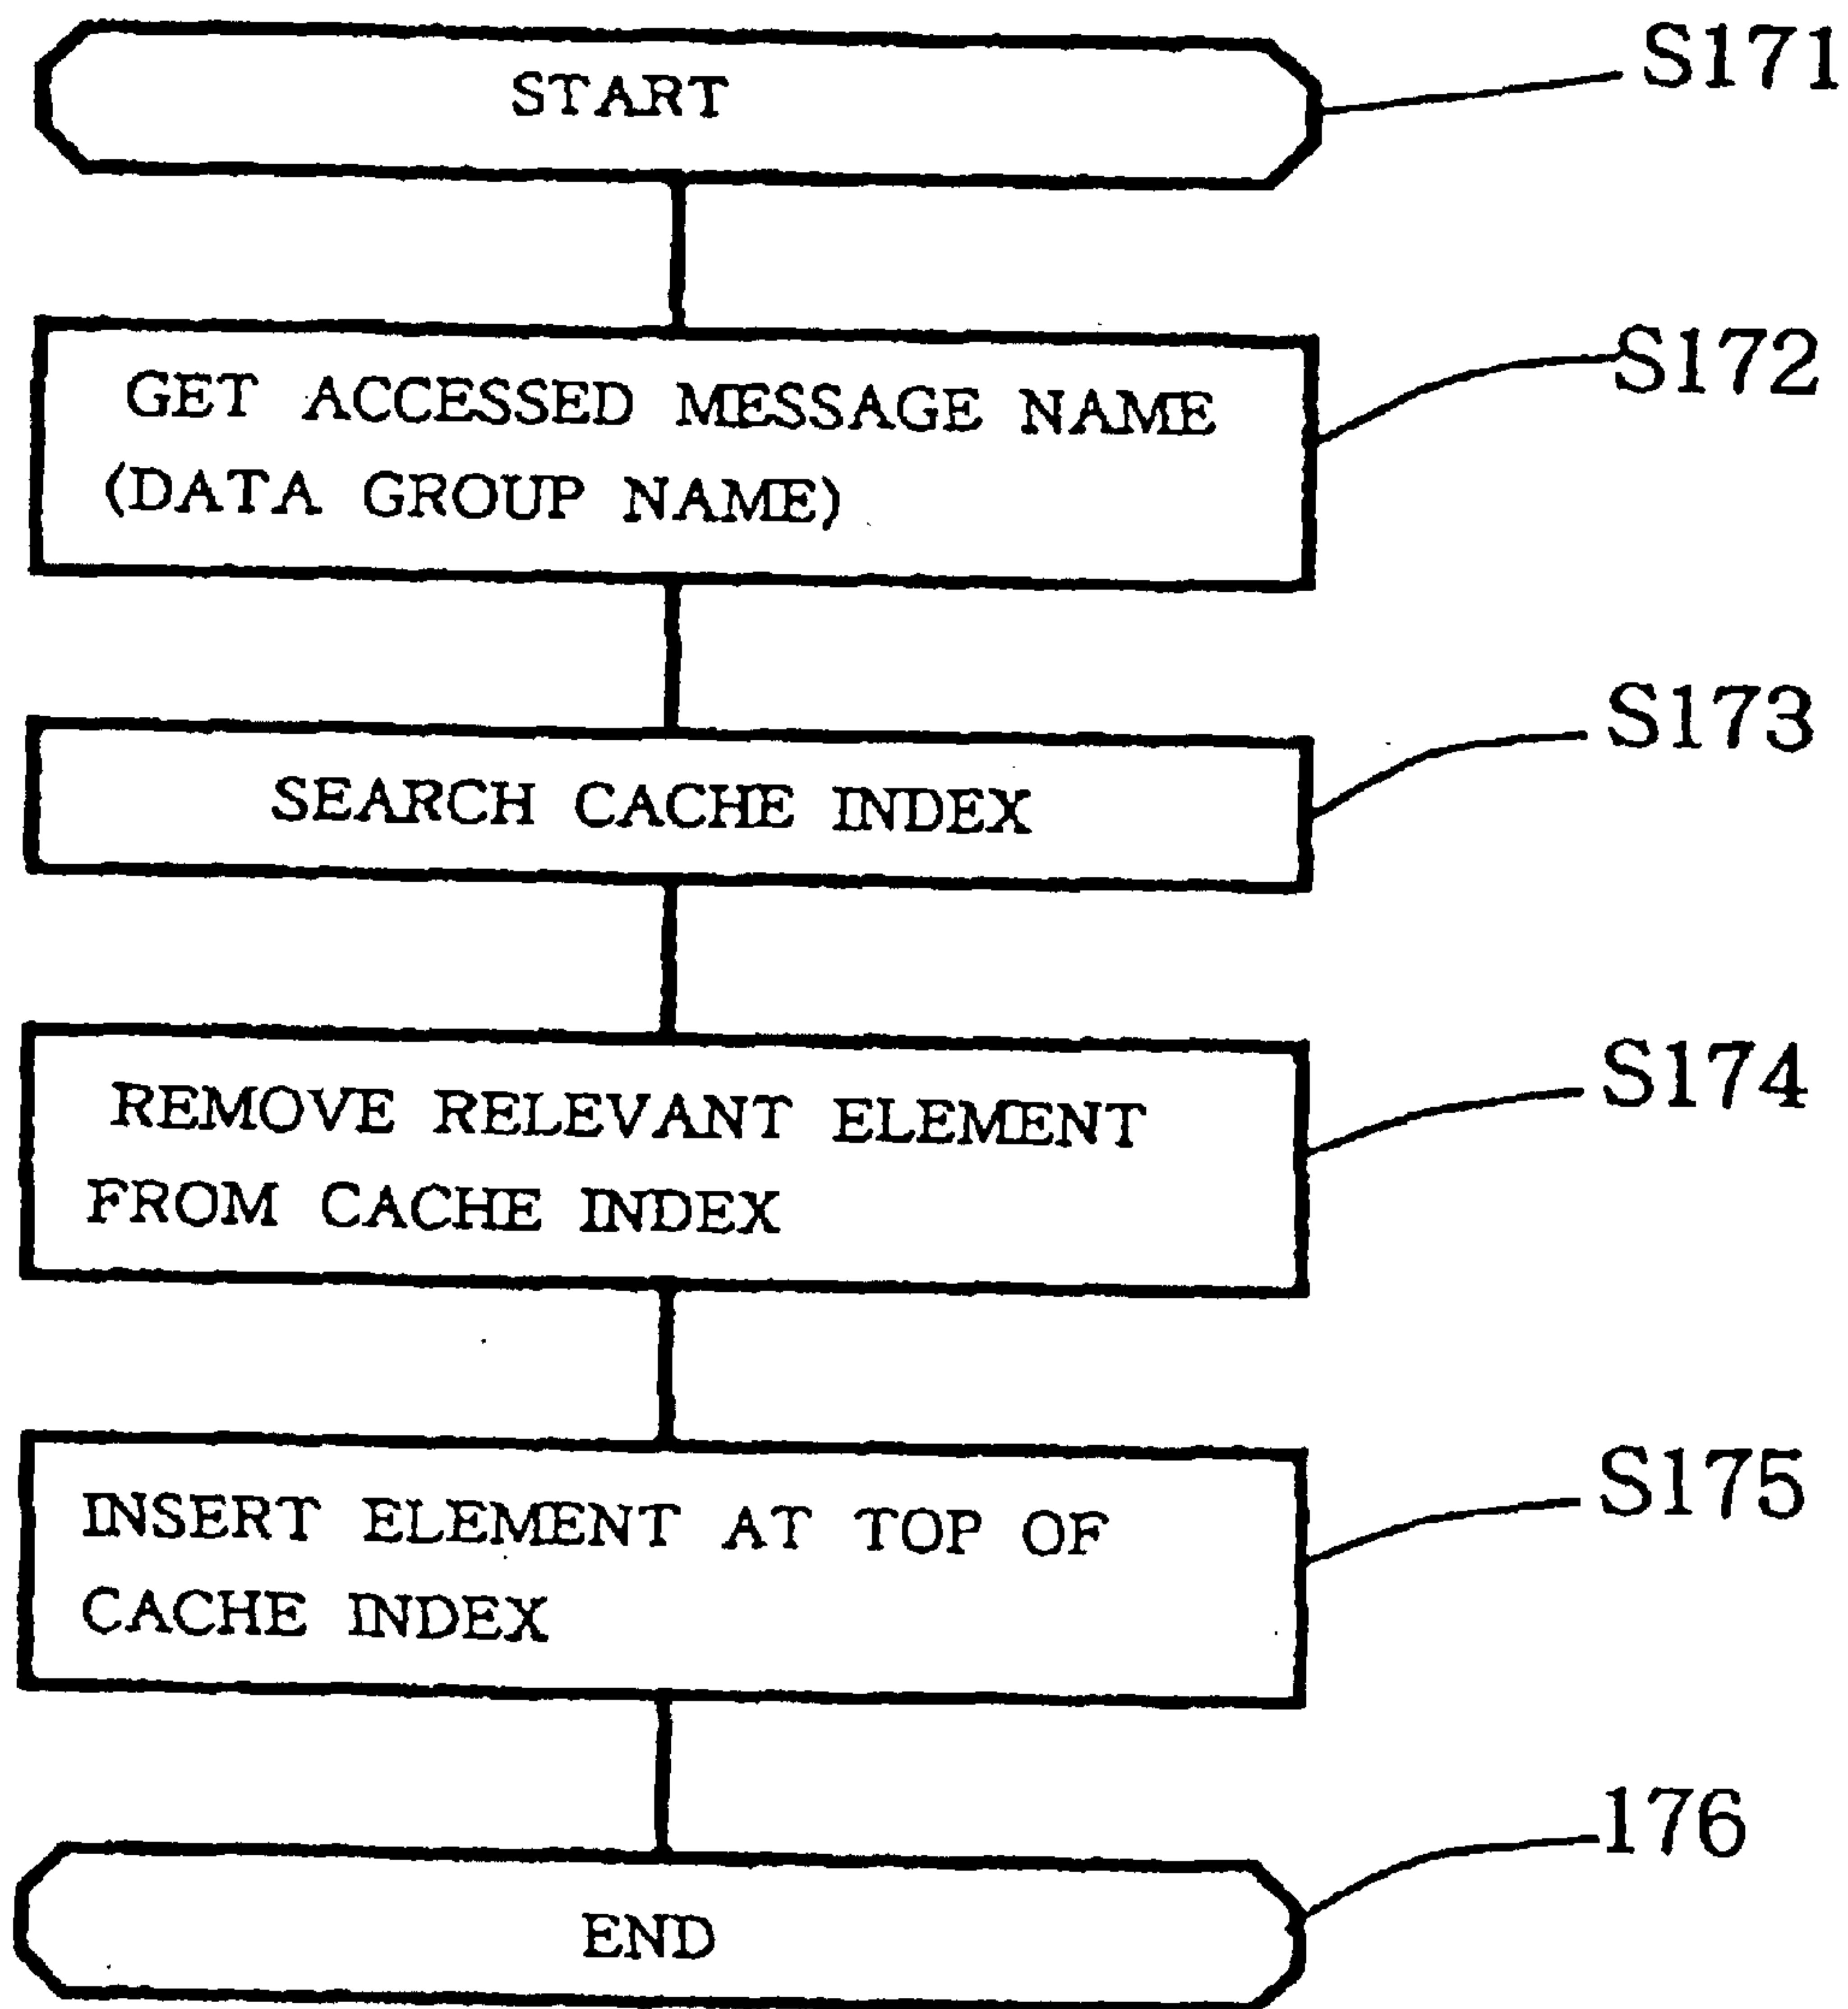 START
S171
GET ACCESSED MESSAGE NAME
(DATA GROUP NAME)
S172
SEARCH CACHE INDEX
S173
REMOVE RELEVANT ELEMENT
FROM CACHE INDEX
S174
INSERT ELEMENT AT TOP OF
CACHE INDEX
S175
END
176